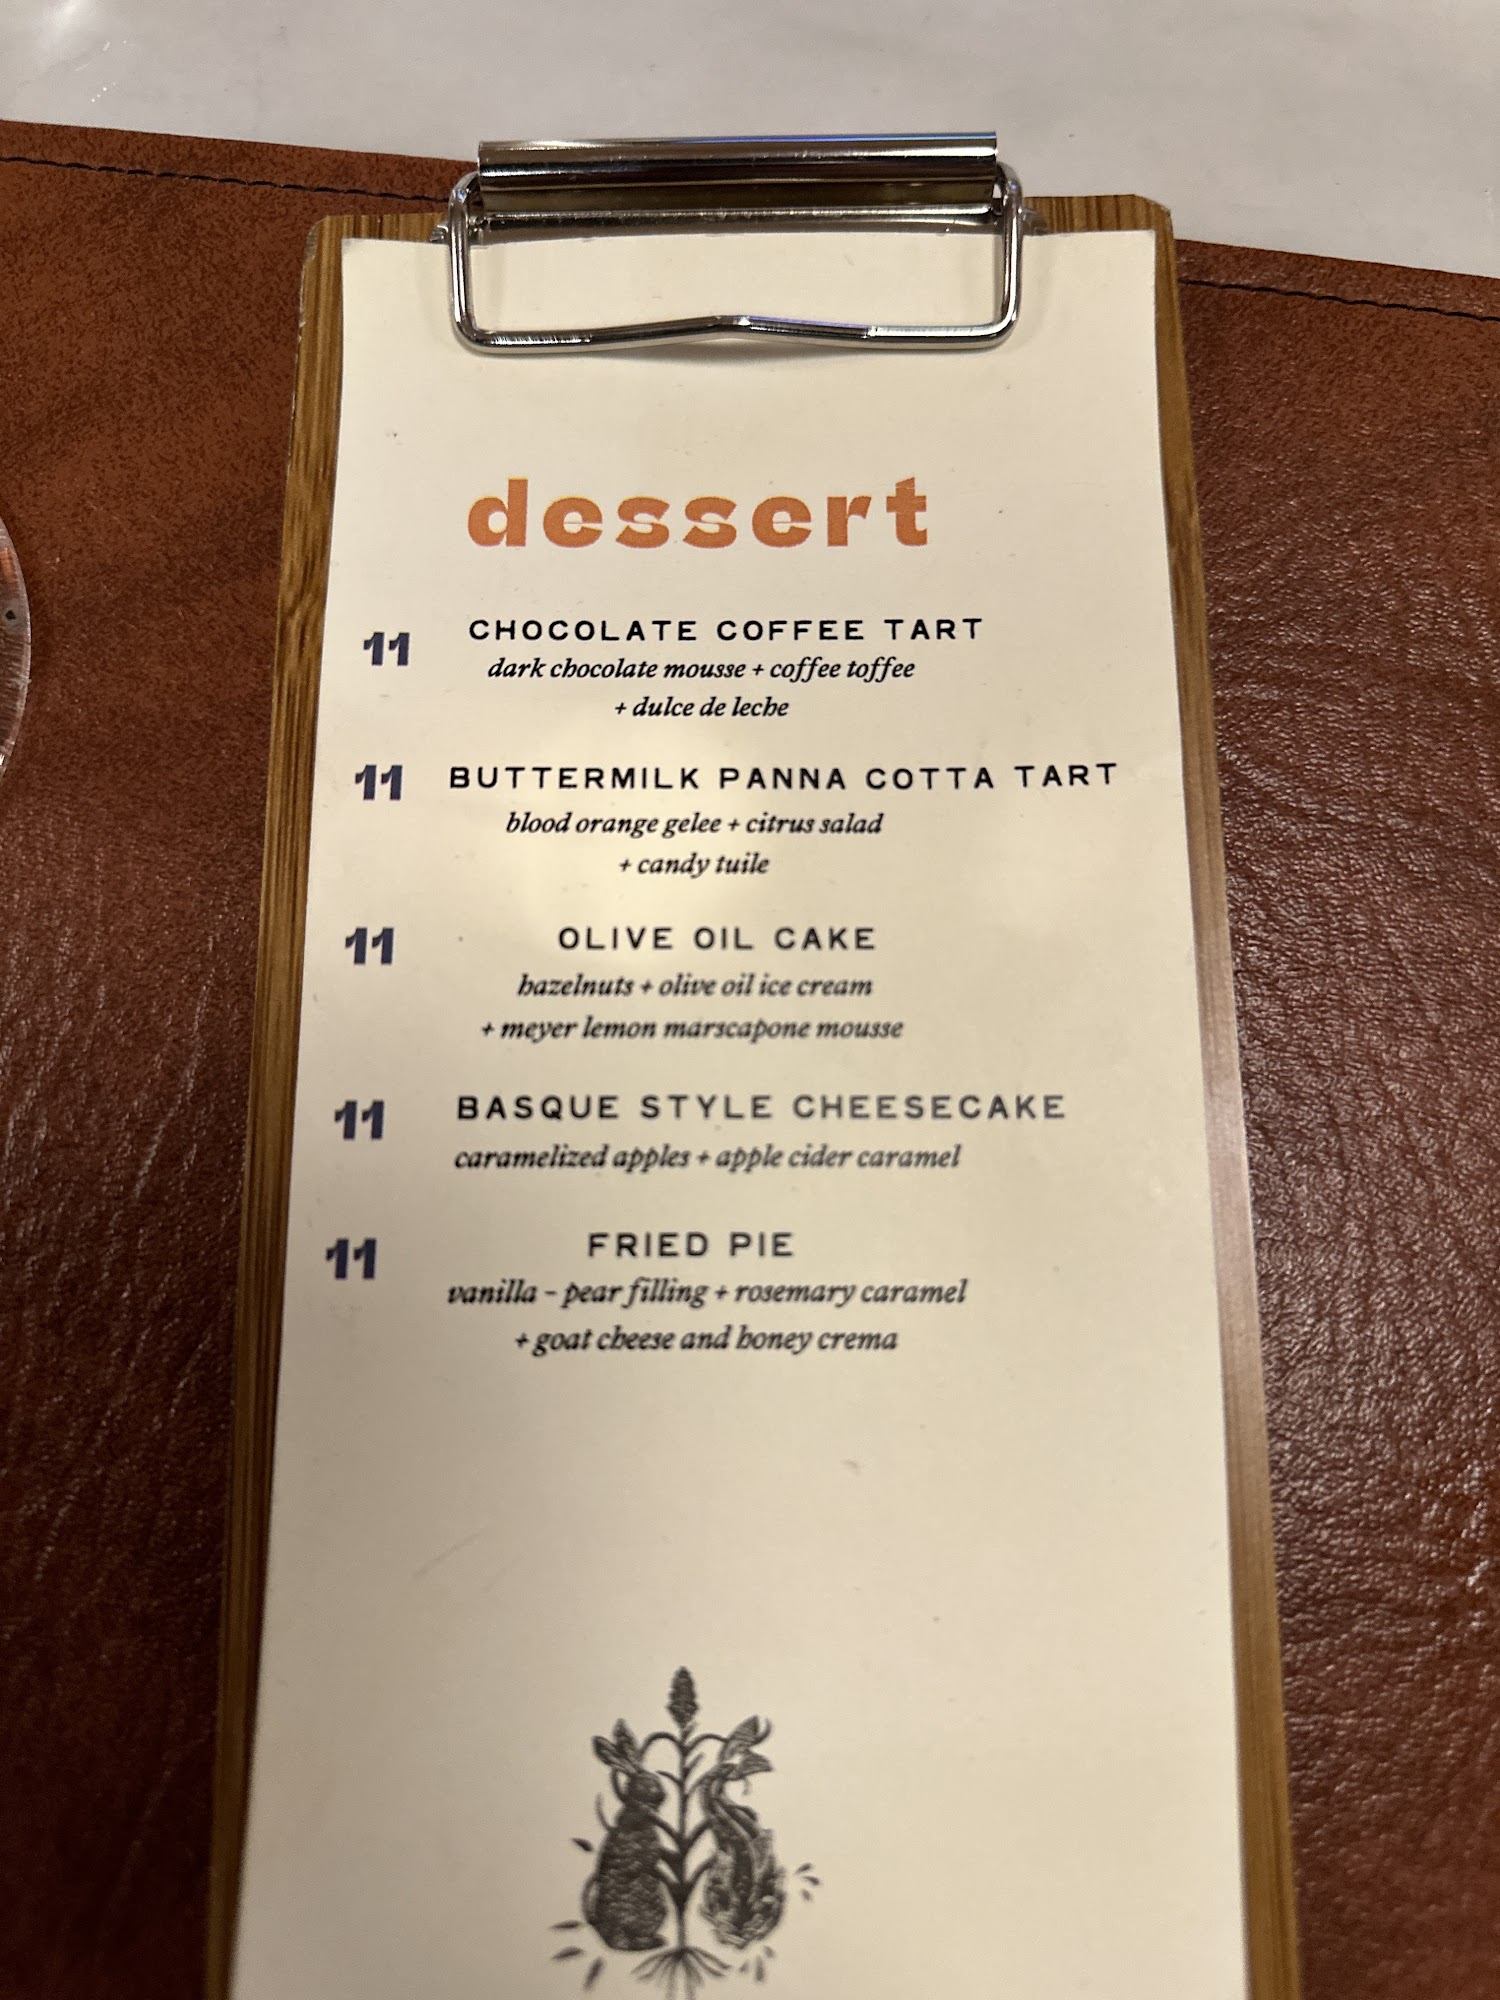 dessert
11 CHOCOLATE COFFEE TART
dark chocolate mousse + coffee toffee
+ dulce de leche
11 BUTTERMILK PANNA COTTA TART
blood orange gelee + citrus salad
+ candy tuile
11 OLIVE OIL CAKE
hazelnuts + olive oil ice cream
+ meyer lemon marscapone mousse
11 BASQUE STYLE CHEESECAKE
caramelized apples + apple cider caramel
11 FRIED PIE
vanilla - pear filling + rosemary caramel
+ goat cheese and honey crema